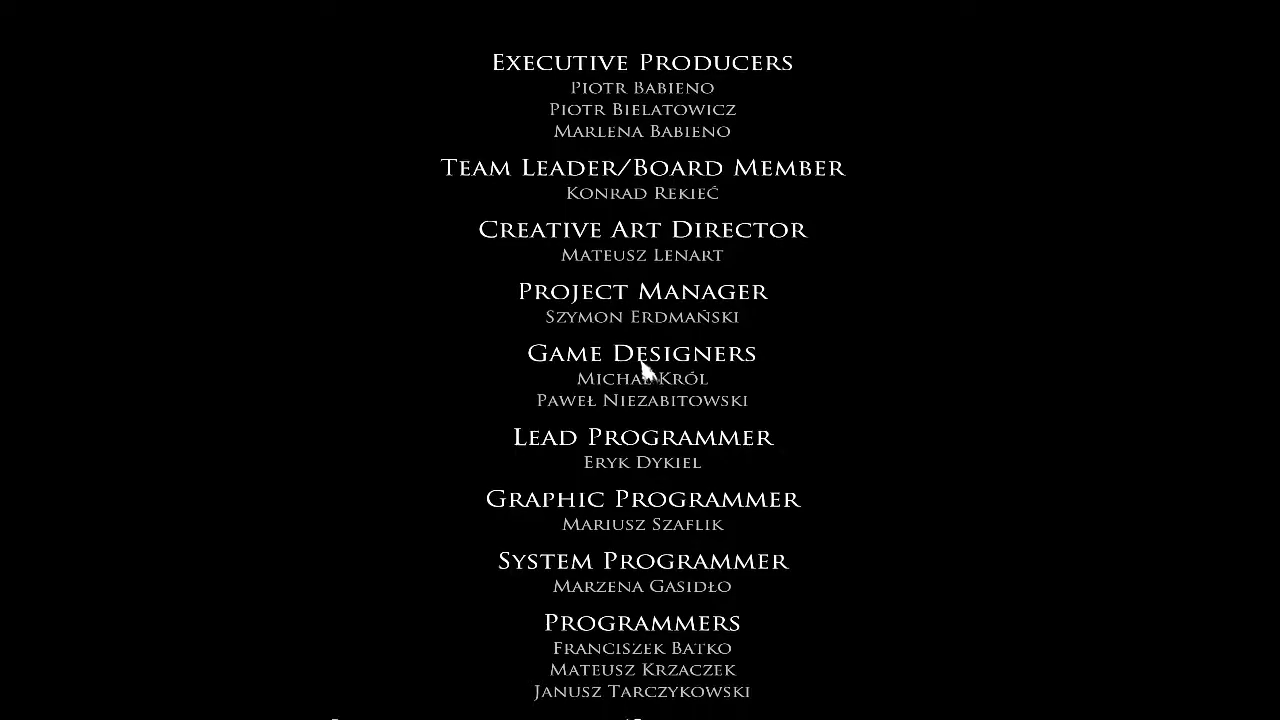 Executive Producers
Piotr Babieno
Piotr Bielatowicz
Marlena Babieno
Team Leader/Board Member
Konrad Rekieć
Creative Art Director
Mateusz Lenart
Project Manager
Szymon Erdmański
Game Designers
Michał Król
Paweł Niezabitowski
Lead Programmer
Eryk Dykiel
Graphic Programmer
Mariusz Szaflik
System Programmer
Marzena Gasidło
Programmers
Franciszek Batko
Mateusz Krzaczek
Janusz Tarczykowski